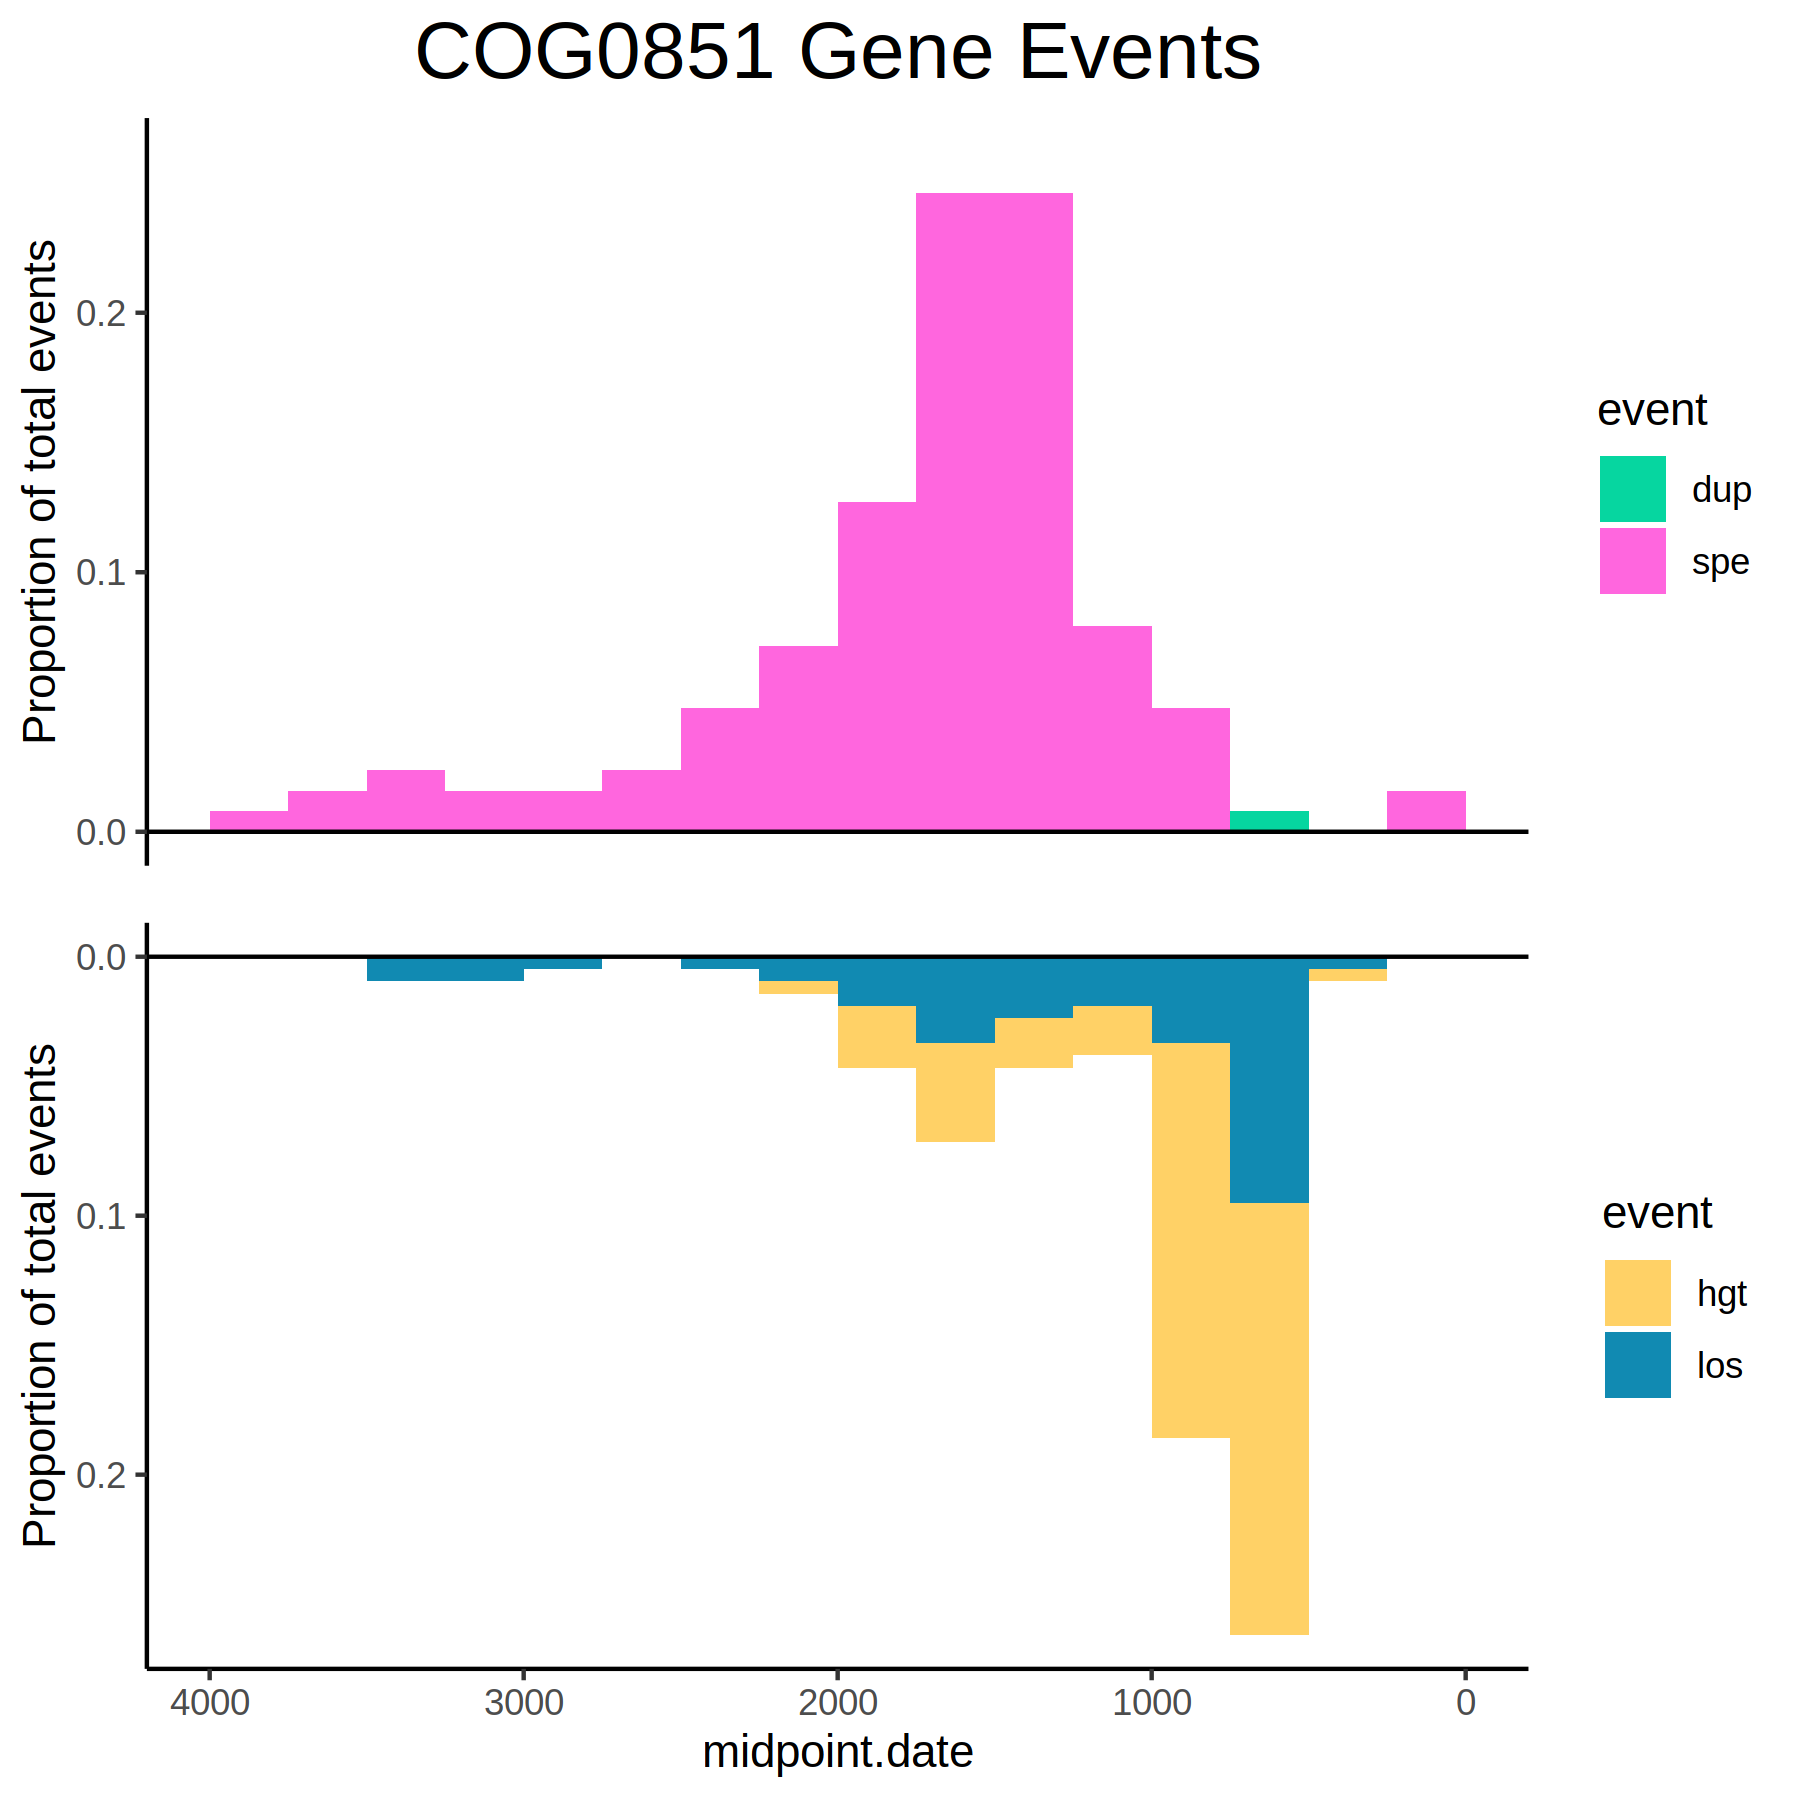 COG0851 Gene Events
Proportion of total events
0.2
0.1
0.0
event
dup
spe
Proportion of total events
0.0
0.1
0.2
event
hgt
los
4000 3000 2000 1000 0
midpoint.date